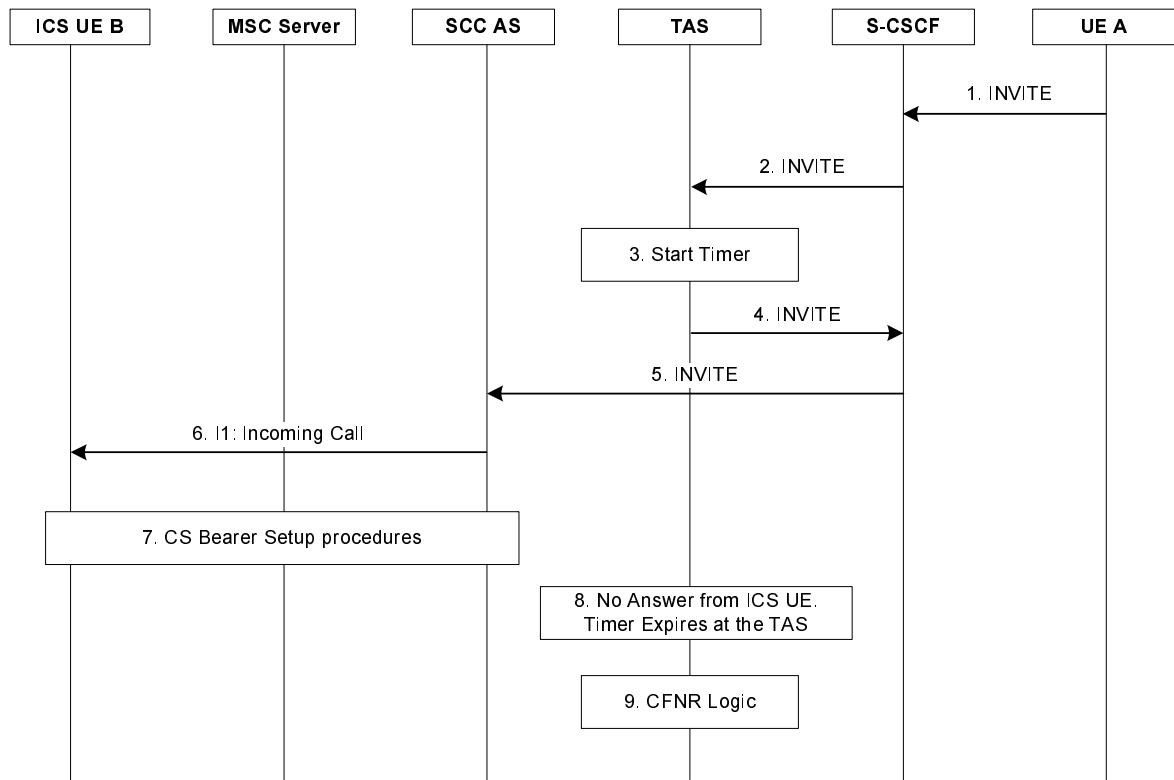 ICS UE B
MSC Server
SCC AS
TAS
S-CSCF
UE A
1. INVITE
2. INVITE
3. Start Timer
4. INVITE
5. INVITE
6. I1: Incoming Call
7. CS Bearer Setup procedures
8. No Answer from ICS UE.
Timer Expires at the TAS
9. CFNR Logic